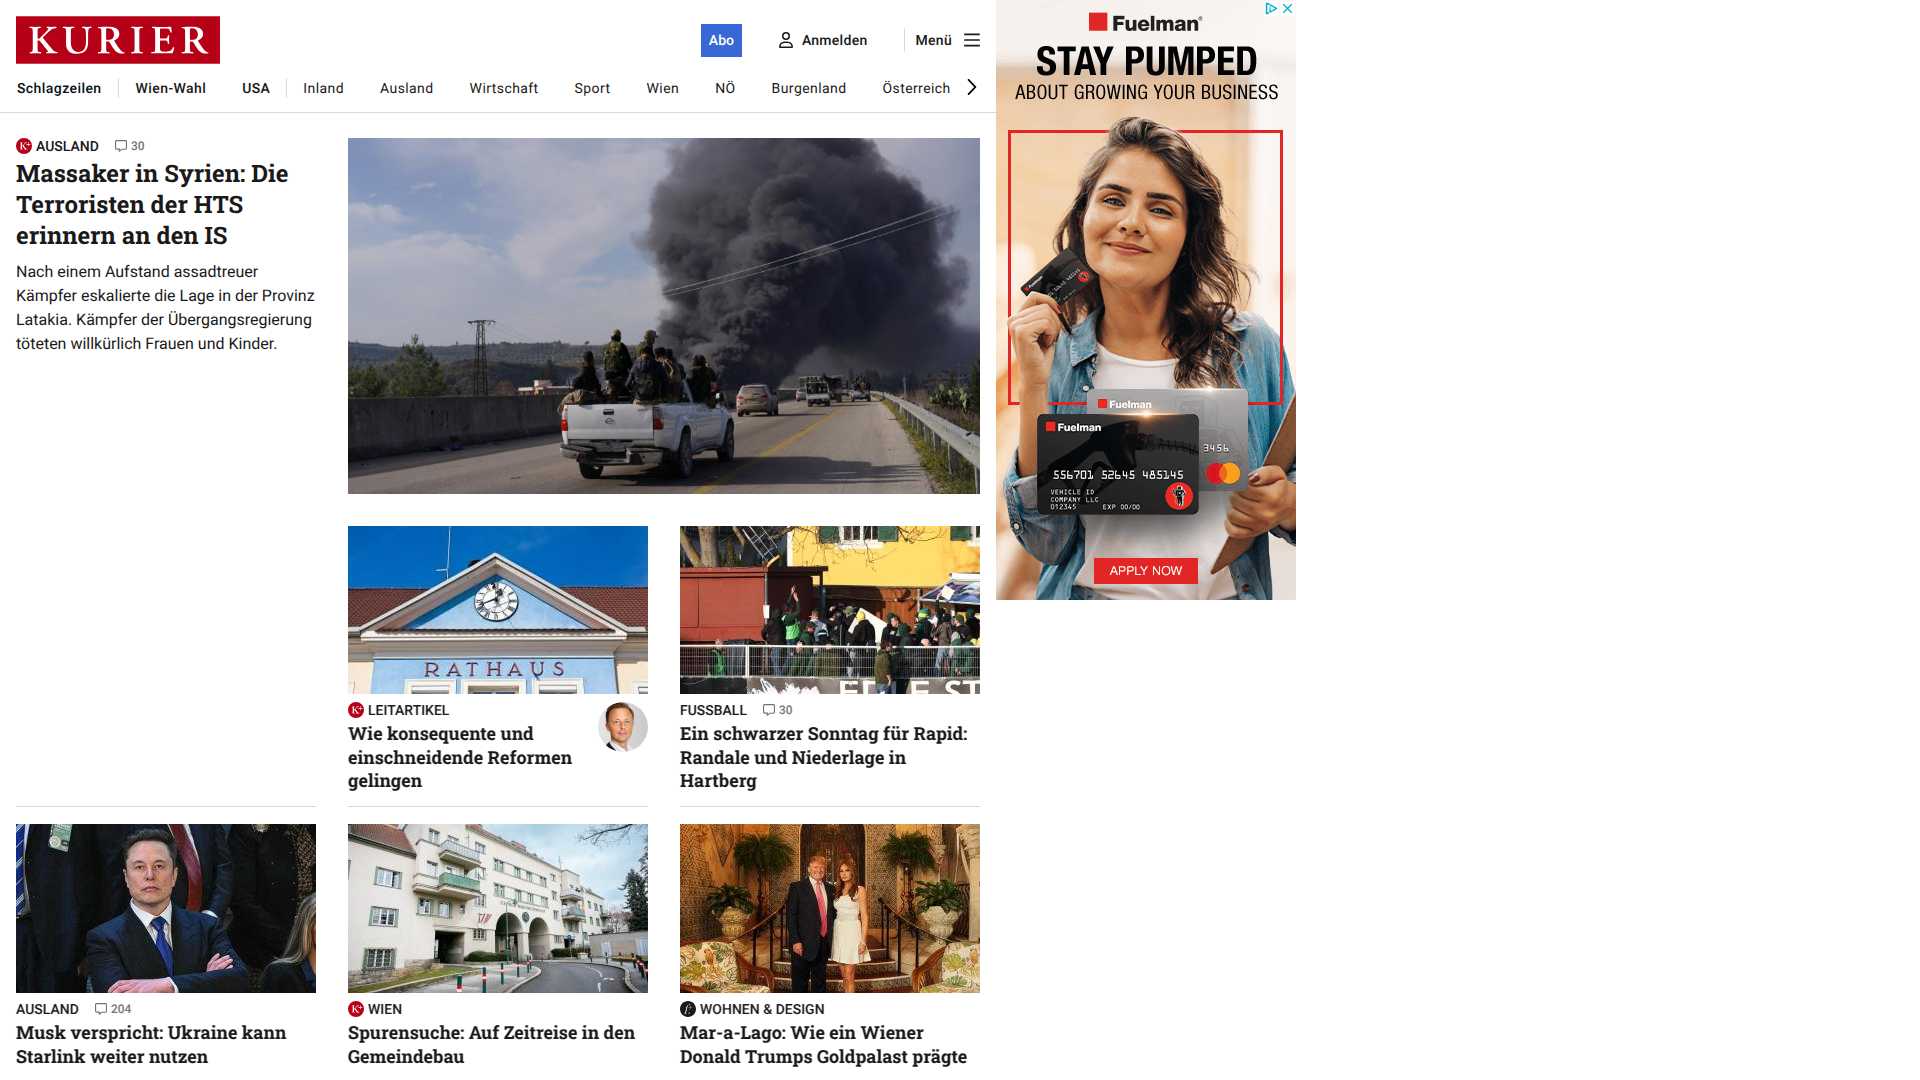 KURIER
Abo
Anmelden
Menü
Schlagzeilen
Wien-Wahl
USA
Inland
Ausland
Wirtschaft
Sport
Wien
NÖ
Burgenland
Österreich
K+ AUSLAND 30
Massaker in Syrien: Die
Terroristen der HTS
erinnern an den IS
Nach einem Aufstand assadtreuer
Kämpfer eskalierte die Lage in der Provinz
Latakia. Kämpfer der Übergangsregierung
töteten willkürlich Frauen und Kinder.
RATHAUS
K+ LEITARTIKEL
Wie konsequente und
einschneidende Reformen
gelingen
FUSSBALL 30
Ein schwarzer Sonntag für Rapid:
Randale und Niederlage in
Hartberg
AUSLAND 204
Musk verspricht: Ukraine kann
Starlink weiter nutzen
K+ WIEN
Spurensuche: Auf Zeitreise in den
Gemeindebau
WOHNEN & DESIGN
Mar-a-Lago: Wie ein Wiener
Donald Trumps Goldpalast prägte
Fuelman
STAY PUMPED
ABOUT GROWING YOUR BUSINESS
Fuelman
Fuelman
3456
556701 52645 485145
VEHICLE ID
COMPANY LLC
012345 EXP 00/00
APPLY NOW